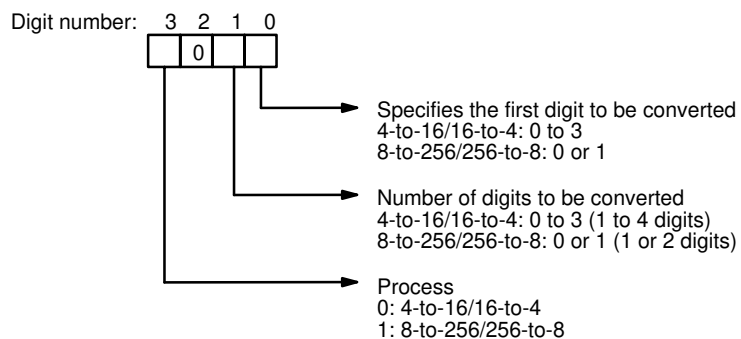 Digit number: 3 2 1 0
0
Specifies the first digit to be converted
4-to-16/16-to-4: 0 to 3
8-to-256/256-to-8: 0 or 1
Number of digits to be converted
4-to-16/16-to-4: 0 to 3 (1 to 4 digits)
8-to-256/256-to-8: 0 or 1 (1 or 2 digits)
Process
0: 4-to-16/16-to-4
1: 8-to-256/256-to-8